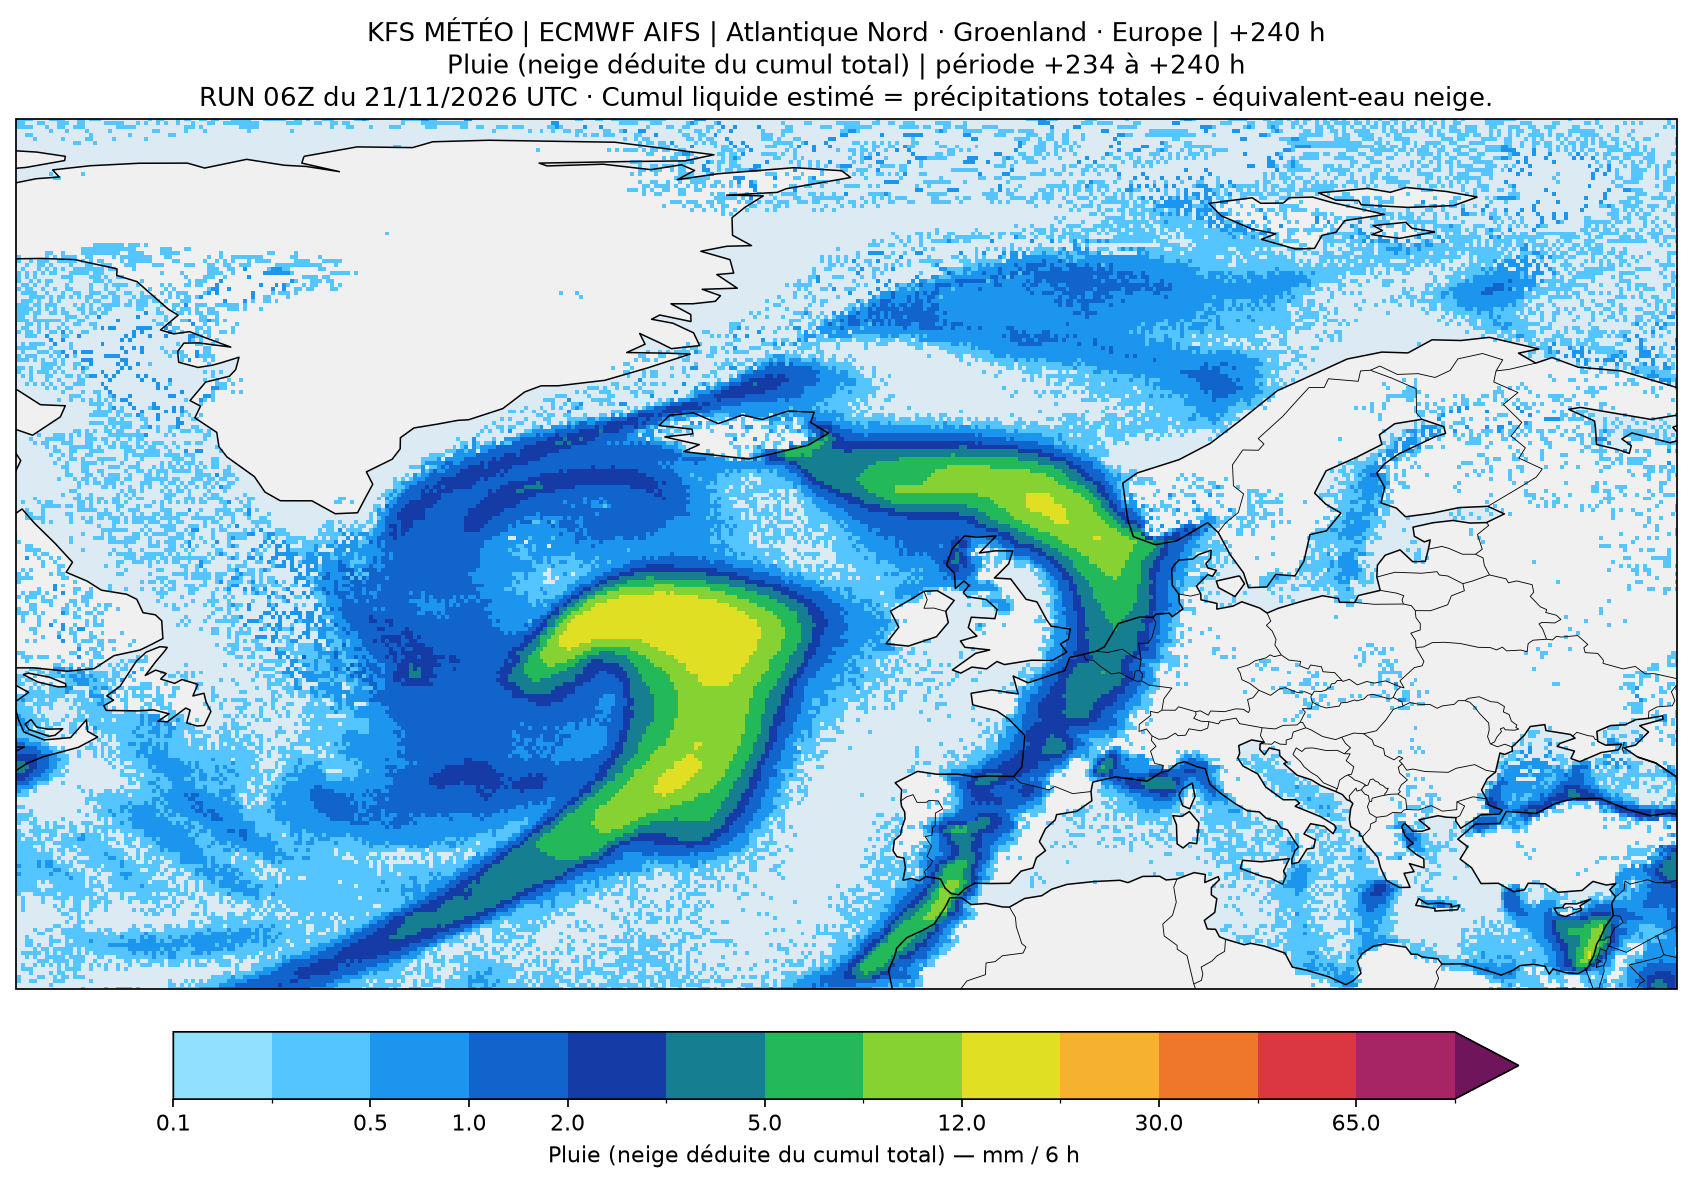 KFS MÉTÉO | ECMWF AIFS | Atlantique Nord · Groenland · Europe | +240 h
Pluie (neige déduite du cumul total) | période +234 à +240 h
RUN 06Z du 21/11/2026 UTC · Cumul liquide estimé = précipitations totales - équivalent-eau neige.
0.1 0.5 1.0 2.0 5.0 12.0 30.0 65.0
Pluie (neige déduite du cumul total) — mm / 6 h